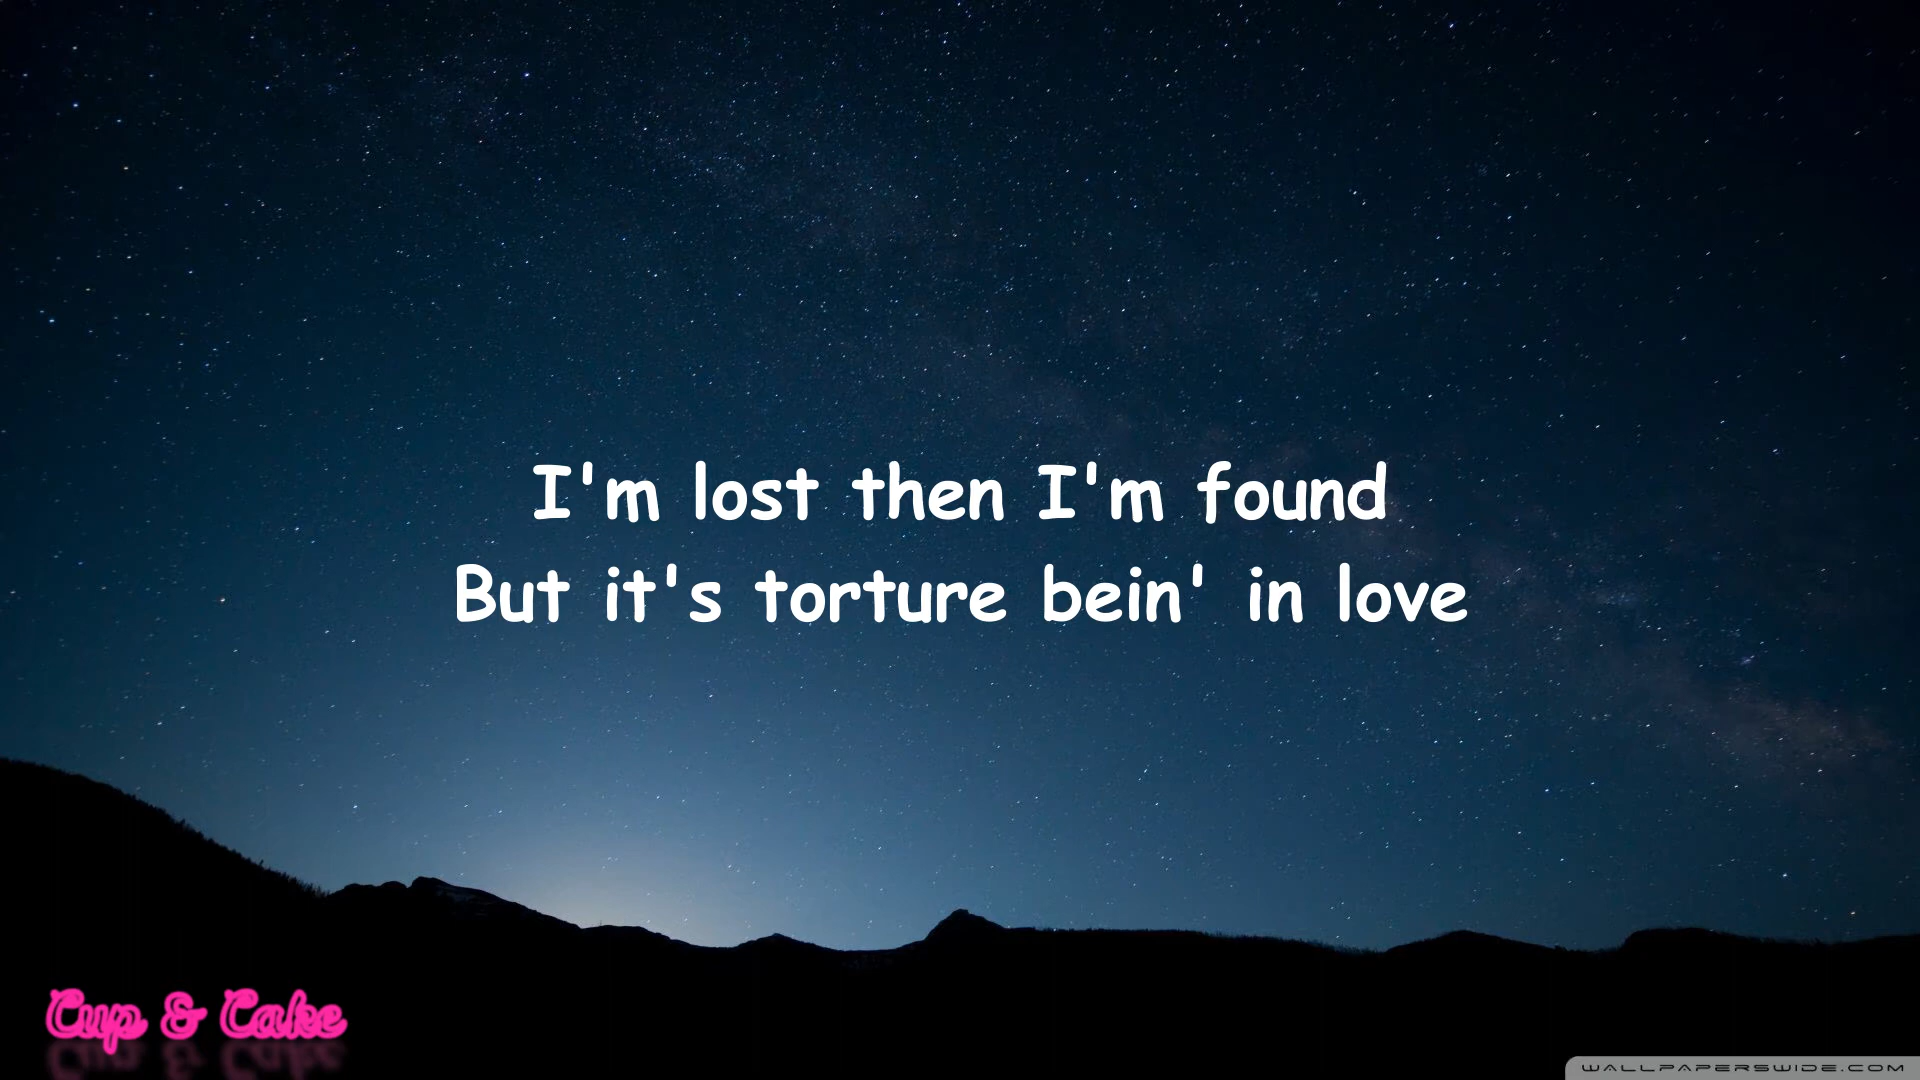 I'm lost then I'm found
But it's torture bein' in love
Cup & Cake
WALLPAPERSWIDE.COM